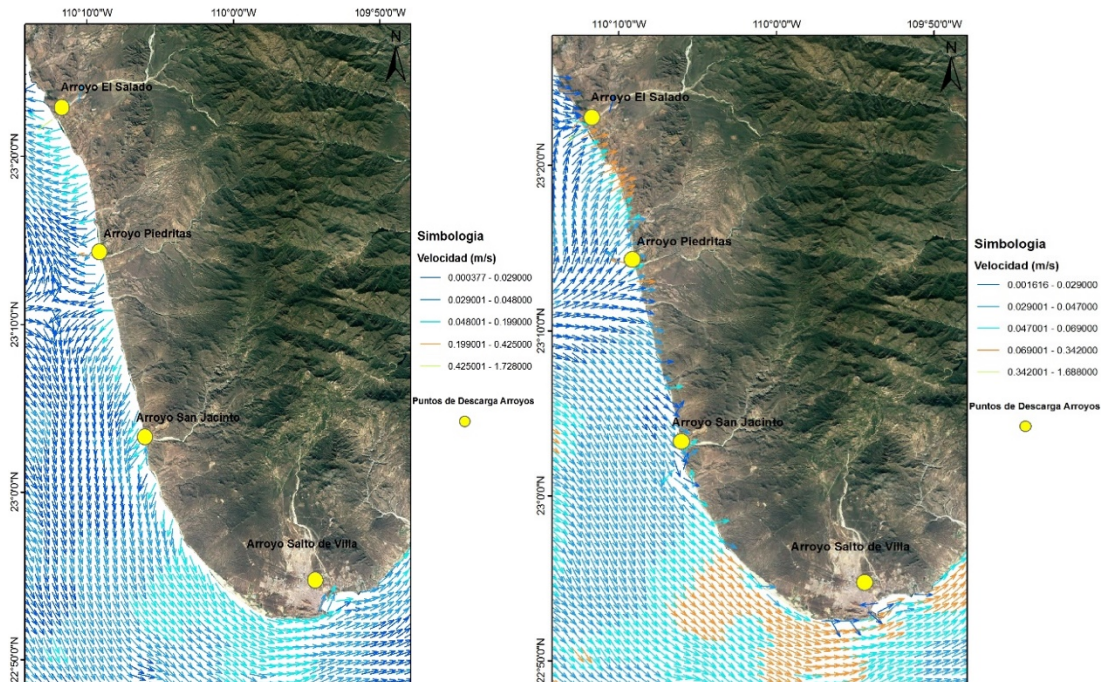 110°10'0"W
110°0'0"W
109°50'0"W
N
Arroyo El Salado
23°20'0"N
Arroyo Piedritas
23°10'0"N
Arroyo San Jacinto
23°0'0"N
Arroyo Salto de Villa
22°50'0"N
Simbologia
Velocidad (m/s)
0.000377 - 0.029000
0.029001 - 0.048000
0.048001 - 0.199000
0.199001 - 0.425000
0.425001 - 1.728000
Puntos de Descarga Arroyos
110°10'0"W
110°0'0"W
109°50'0"W
N
Arroyo El Salado
23°20'0"N
Arroyo Piedritas
23°10'0"N
Arroyo San Jacinto
23°0'0"N
Arroyo Salto de Villa
22°50'0"N
Simbologia
Velocidad (m/s)
0.001616 - 0.029000
0.029001 - 0.047000
0.047001 - 0.069000
0.069001 - 0.342000
0.342001 - 1.688000
Puntos de Descarga Arroyos